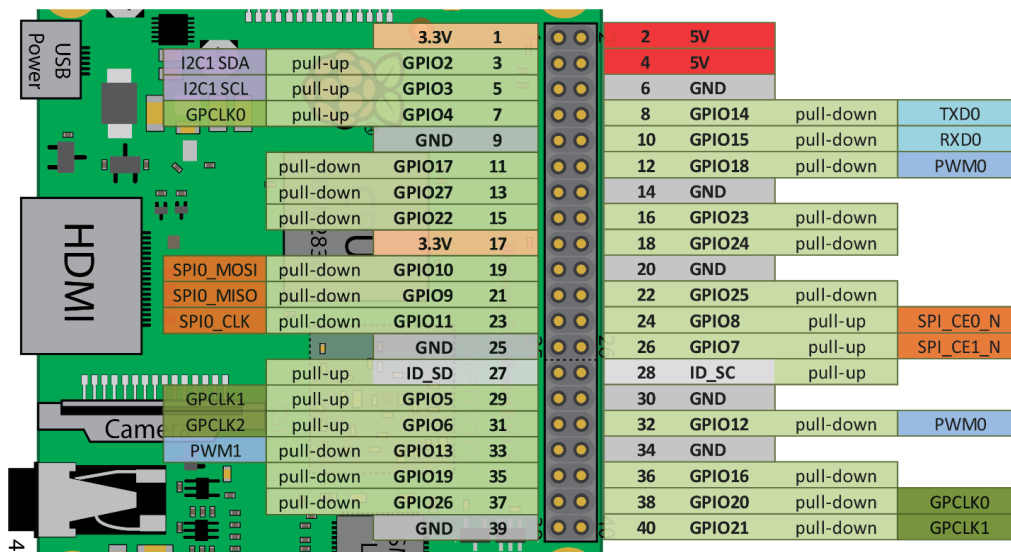 USB Power
3.3V 1 2 5V
I2C1 SDA pull-up GPIO2 3 4 5V
I2C1 SCL pull-up GPIO3 5 6 GND
GPCLK0 pull-up GPIO4 7 8 GPIO14 pull-down TXD0
GND 9 10 GPIO15 pull-down RXD0
pull-down GPIO17 11 12 GPIO18 pull-down PWM0
pull-down GPIO27 13 14 GND
pull-down GPIO22 15 16 GPIO23 pull-down
3.3V 17 18 GPIO24 pull-down
HDMI
SPI0_MOSI pull-down GPIO10 19 20 GND
SPI0_MISO pull-down GPIO9 21 22 GPIO25 pull-down
SPI0_CLK pull-down GPIO11 23 24 GPIO8 pull-up SPI_CE0_N
GND 25 26 GPIO7 pull-up SPI_CE1_N
pull-up ID_SD 27 28 ID_SC pull-up
GPCLK1 pull-up GPIO5 29 30 GND
GPCLK2 pull-up GPIO6 31 32 GPIO12 pull-down PWM0
Came
PWM1 pull-down GPIO13 33 34 GND
pull-down GPIO19 35 36 GPIO16 pull-down
pull-down GPIO26 37 38 GPIO20 pull-down GPCLK0
GND 39 40 GPIO21 pull-down GPCLK1
4